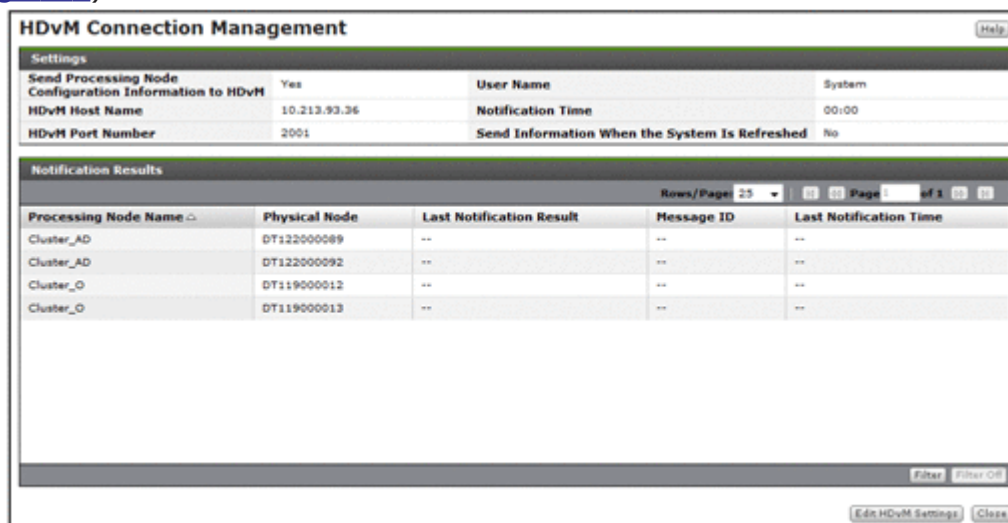 HDvM Connection Management
Help
Settings
Send Processing Node Configuration Information to HDvM Yes User Name System
HDvM Host Name 10.213.93.36 Notification Time 00:00
HDvM Port Number 2001 Send Information When the System Is Refreshed No
Notification Results
Rows/Page: 25 Page 1 of 1
Processing Node Name Physical Node Last Notification Result Message ID Last Notification Time
Cluster_AD DT122000089 -- -- --
Cluster_AD DT122000092 -- -- --
Cluster_O DT119000012 -- -- --
Cluster_O DT119000013 -- -- --
Filter Filter Off
Edit HDvM Settings Close